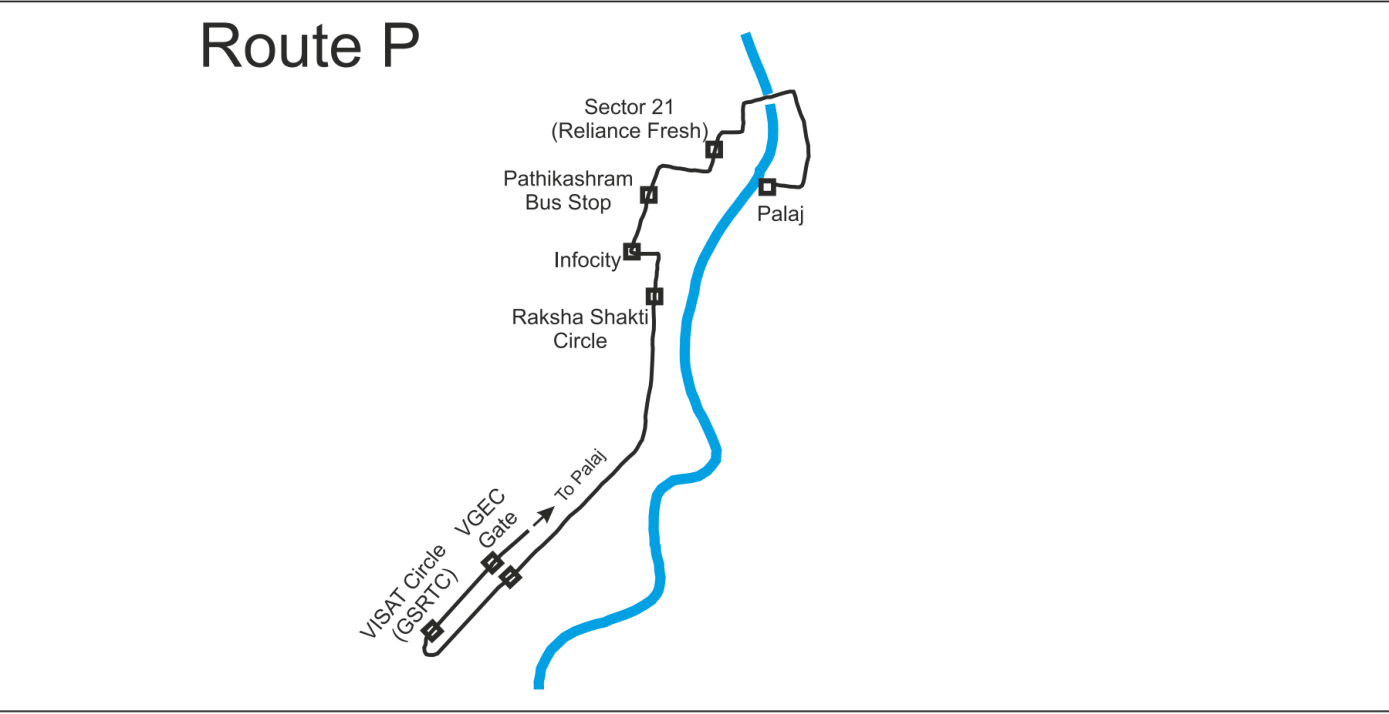 Route P
Sector 21
(Reliance Fresh)
Pathikashram
Bus Stop
Palaj
Infocity
Raksha Shakti
Circle
To Palaj
VGEC
Gate
VISAT Circle
(GSRTC)